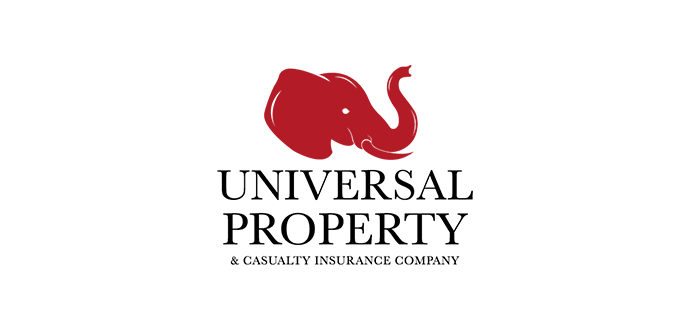 UNIVERSAL
PROPERTY
& CASUALTY INSURANCE COMPANY